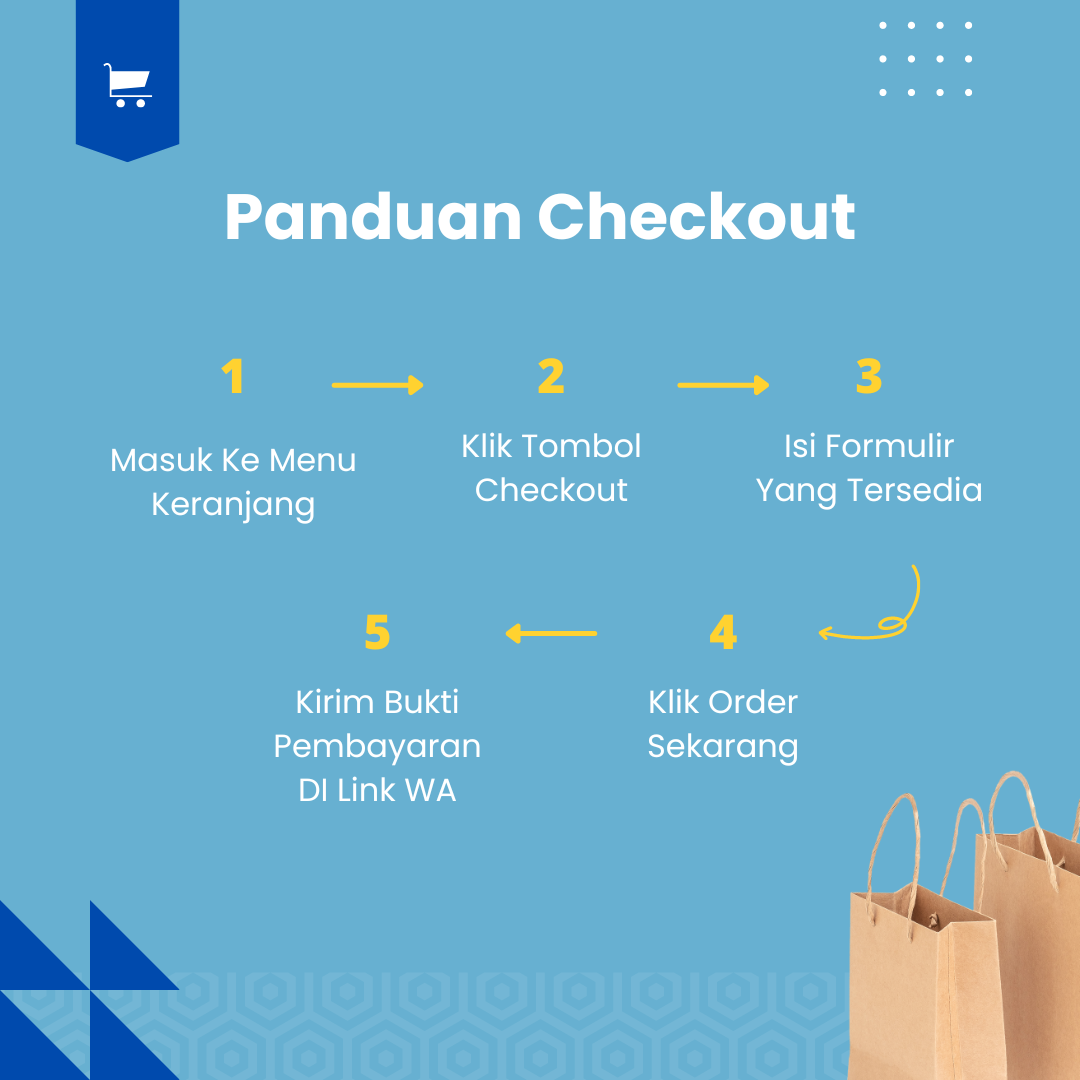 Panduan Checkout
1
Masuk Ke Menu
Keranjang
2
Klik Tombol
Checkout
3
Isi Formulir
Yang Tersedia
4
Klik Order
Sekarang
5
Kirim Bukti
Pembayaran
DI Link WA